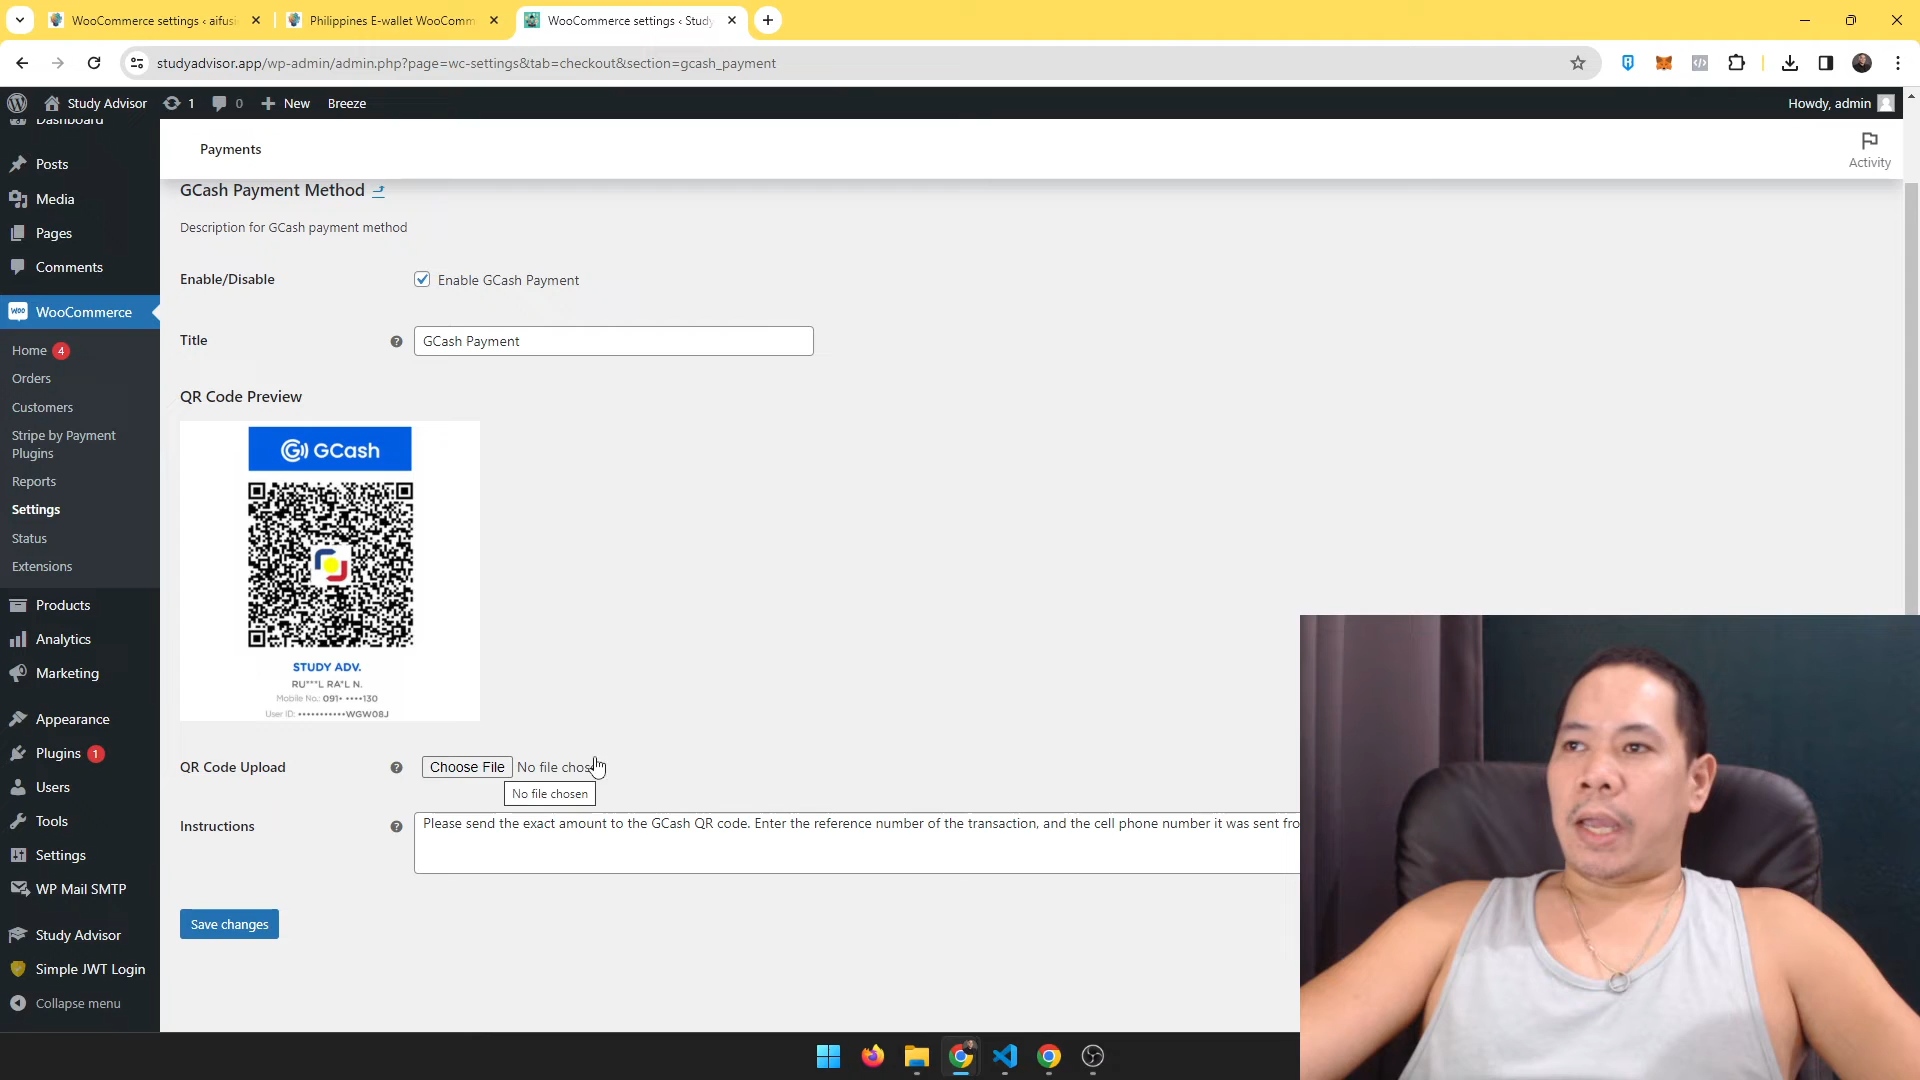 WooCommerce settings ‹ aifusi
Philippines E-wallet WooComm
WooCommerce settings ‹ Study
studyadvisor.app/wp-admin/admin.php?page=wc-settings&tab=checkout&section=gcash_payment
Study Advisor
1
0
New
Breeze
Howdy, admin
Dashboard
Posts
Media
Pages
Comments
WooCommerce
Home 4
Orders
Customers
Stripe by Payment
Plugins
Reports
Settings
Status
Extensions
Products
Analytics
Marketing
Appearance
Plugins 1
Users
Tools
Settings
WP Mail SMTP
Study Advisor
Simple JWT Login
Collapse menu
Payments
Activity
GCash Payment Method
Description for GCash payment method
Enable/Disable
Enable GCash Payment
Title
GCash Payment
QR Code Preview
GCash
STUDY ADV.
RU***L RA*L N.
Mobile No.: 091• ••••130
User ID: •••••••••••WGW08J
QR Code Upload
Choose File
No file chos
No file chosen
Instructions
Please send the exact amount to the GCash QR code. Enter the reference number of the transaction, and the cell phone number it was sent fro
Save changes